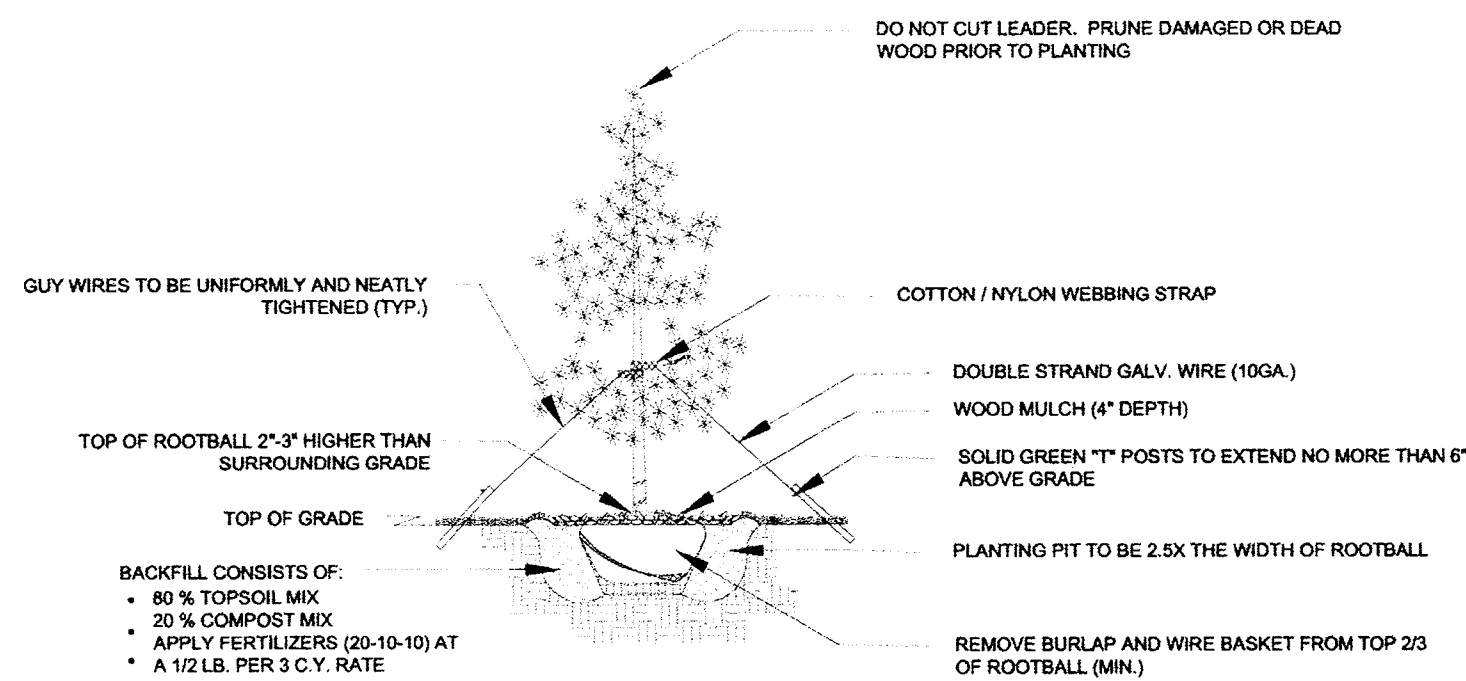 DO NOT CUT LEADER. PRUNE DAMAGED OR DEAD
WOOD PRIOR TO PLANTING
GUY WIRES TO BE UNIFORMLY AND NEATLY
TIGHTENED (TYP.)
COTTON / NYLON WEBBING STRAP
DOUBLE STRAND GALV. WIRE (10GA.)
WOOD MULCH (4" DEPTH)
TOP OF ROOTBALL 2"-3" HIGHER THAN
SURROUNDING GRADE
SOLID GREEN "T" POSTS TO EXTEND NO MORE THAN 6"
ABOVE GRADE
TOP OF GRADE
PLANTING PIT TO BE 2.5X THE WIDTH OF ROOTBALL
BACKFILL CONSISTS OF:
• 80 % TOPSOIL MIX
20 % COMPOST MIX
• APPLY FERTILIZERS (20-10-10) AT
• A 1/2 LB. PER 3 C.Y. RATE
REMOVE BURLAP AND WIRE BASKET FROM TOP 2/3
OF ROOTBALL (MIN.)